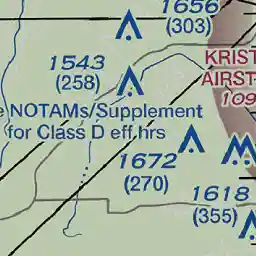 1656
(303)
1543
(258)
KRIST
AIRST
109
e NOTAMs/Supplement
for Class D eff hrs
1672
(270)
1618
(355)